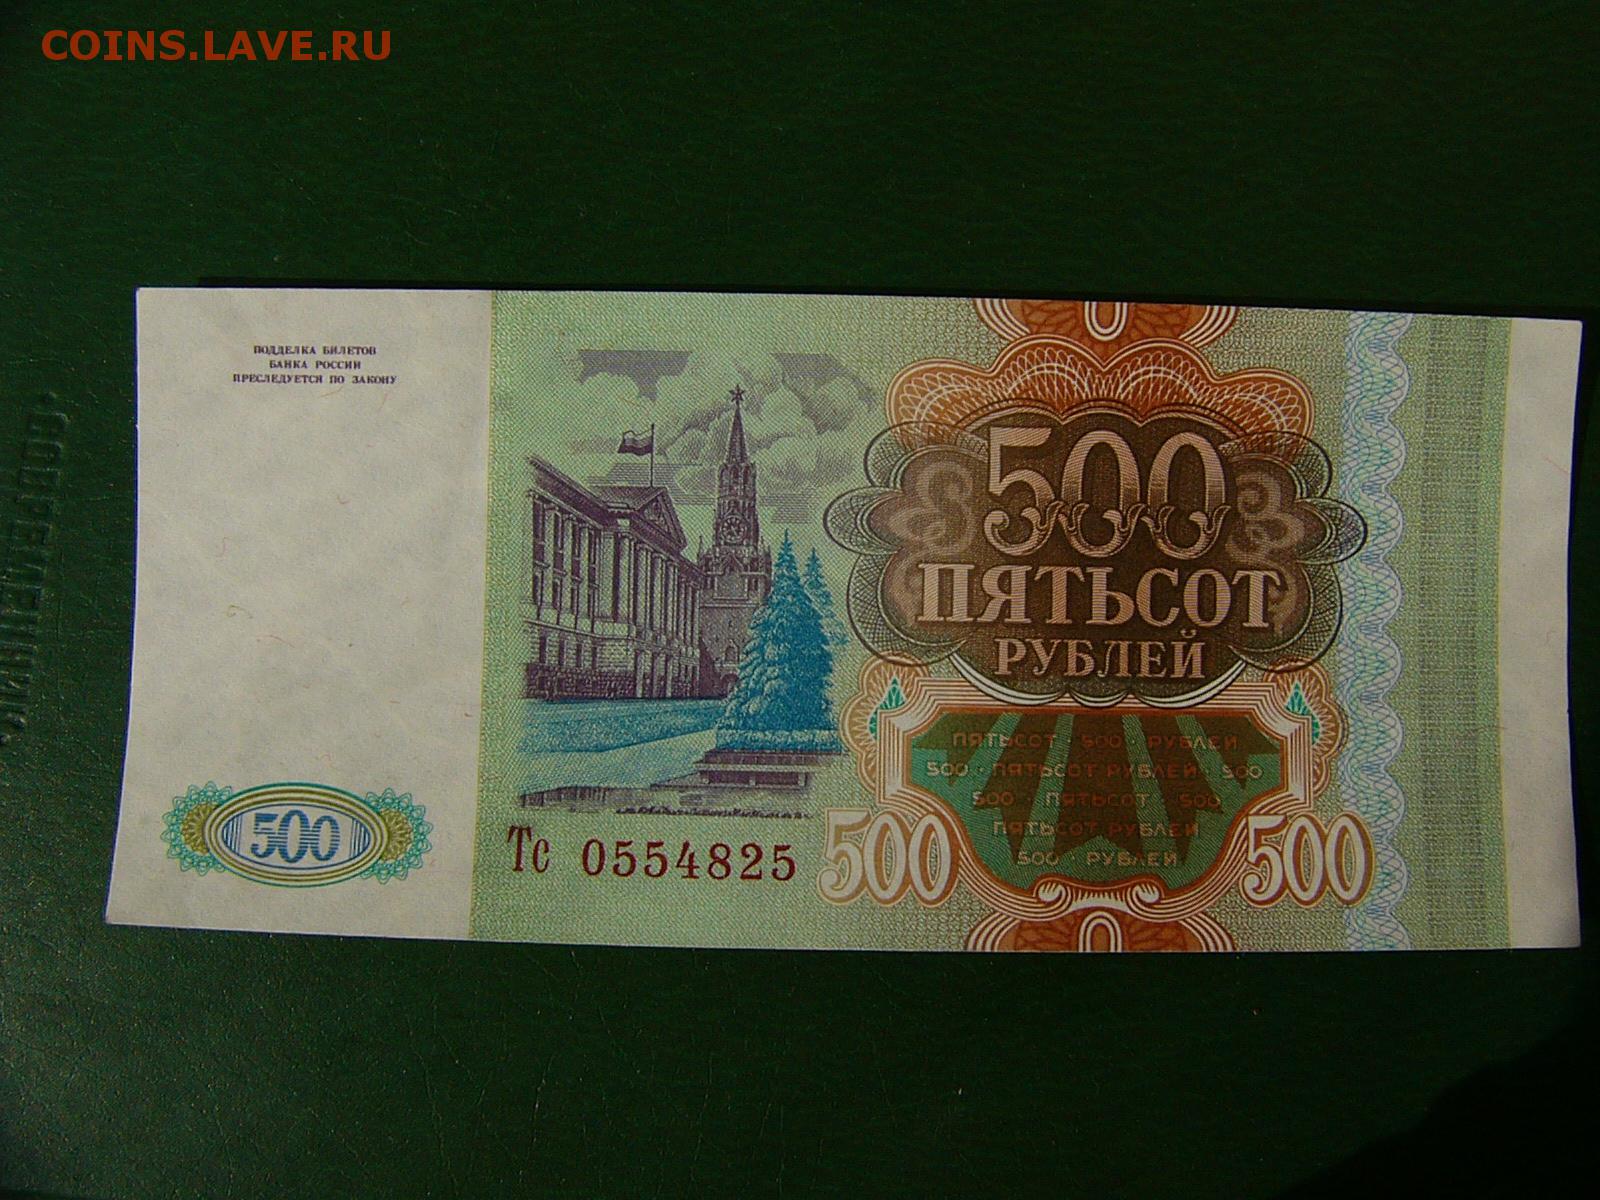 COINS.LAVE.RU
ПОДДЕЛКА БИЛЕТОВ
БАНКА РОССИИ
ПРЕСЛЕДУЕТСЯ ПО ЗАКОНУ
500
ПЯТЬСОТ
РУБЛЕЙ
ПЯТЬСОТ 500 РУБЛЕЙ
500 · ПЯТЬСОТ РУБЛЕЙ · 500
500 · ПЯТЬСОТ · 500
ПЯТЬСОТ РУБЛЕЙ
500 · РУБЛЕЙ
500
Тс 0554825
500
500